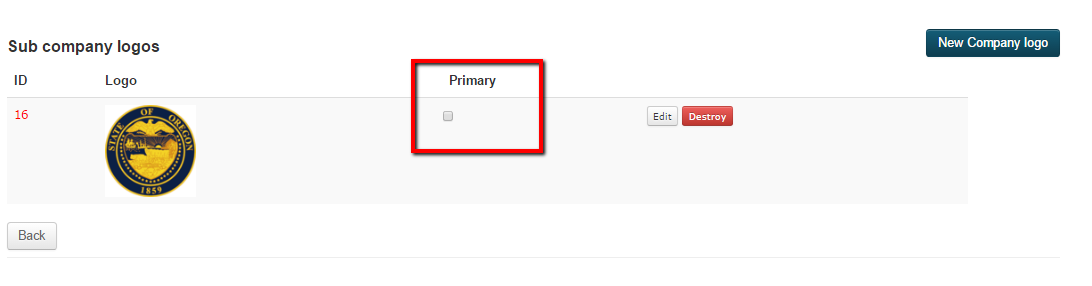 Sub company logos
New Company logo
ID Logo Primary
16 STATE OF OREGON 1859 Edit Destroy
Back